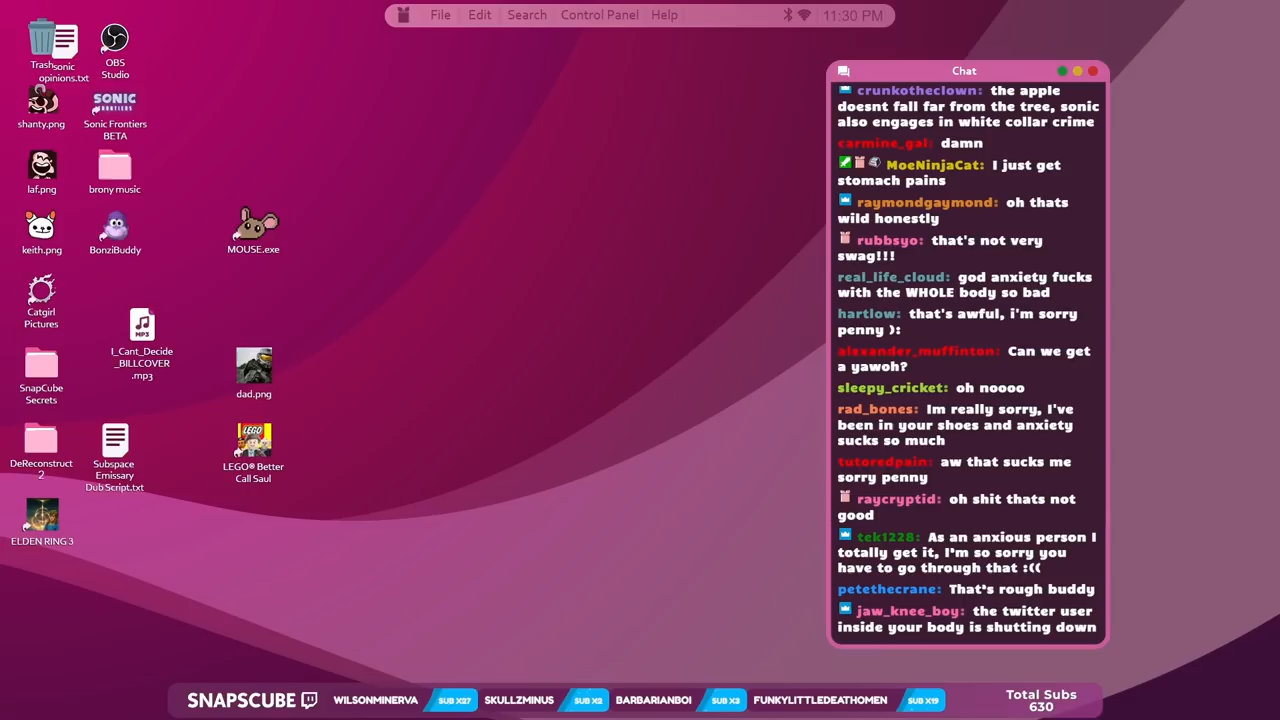 File Edit Search Control Panel Help 11:30 PM
Trash
sonic
opinions.txt
OBS
Studio
shanty.png
SONIC
FRONTIERS
Sonic Frontiers
BETA
laf.png
brony music
keith.png
BonziBuddy
MOUSE.exe
Catgirl
Pictures
MP3
I_Cant_Decide
_BILLCOVER
.mp3
SnapCube
Secrets
dad.png
DeReconstruct
2
Subspace
Emissary
Dub Script.txt
LEGO
LEGO® Better
Call Saul
ELDEN RING 3
Chat
crunkotheclown: the apple
doesnt fall far from the tree, sonic
also engages in white collar crime
carmine_gal: damn
MoeNinjaCat: I just get
stomach pains
raymondgaymond: oh thats
wild honestly
rubbsyo: that's not very
swag!!!
real_life_cloud: god anxiety fucks
with the WHOLE body so bad
hartlow: that's awful, i'm sorry
penny ):
alexander_muffinton: Can we get
a yawoh?
sleepy_cricket: oh noooo
rad_bones: Im really sorry, I've
been in your shoes and anxiety
sucks so much
tutoredpain: aw that sucks me
sorry penny
raycryptid: oh shit thats not
good
tek1228: As an anxious person I
totally get it, I'm so sorry you
have to go through that :((
petethecrane: That's rough buddy
jaw_knee_boy: the twitter user
inside your body is shutting down
SNAPSCUBE WILSONMINERVA SUB X27 SKULLZMINUS SUB X2 BARBARIANBOI SUB X3 FUNKYLITTLEDEATHOMEN SUB X19
Total Subs
630